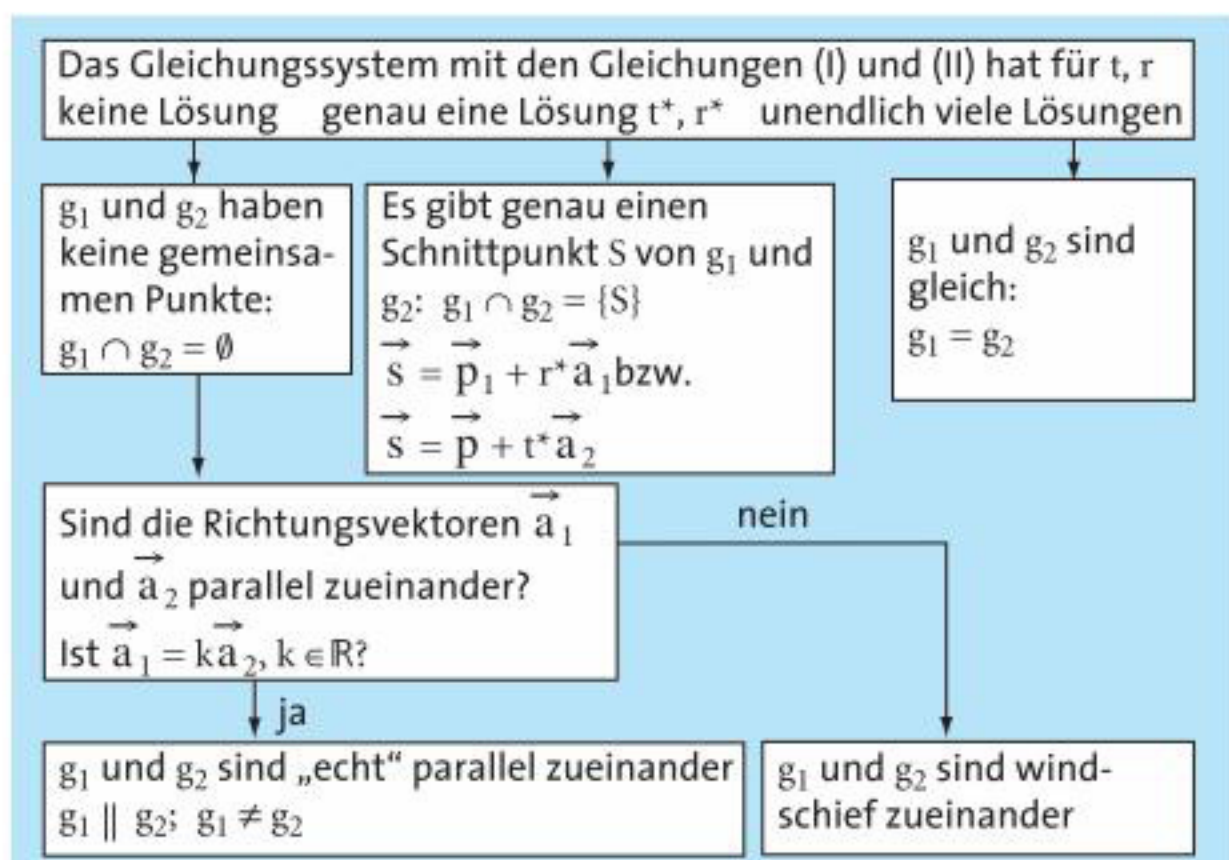 Das Gleichungssystem mit den Gleichungen (I) und (II) hat für t, r
keine Lösung genau eine Lösung t*, r* unendlich viele Lösungen
g₁ und g₂ haben
keine gemeinsa-
men Punkte:
g₁ ∩ g₂ = ∅
Es gibt genau einen
Schnittpunkt S von g₁ und
g₂: g₁ ∩ g₂ = {S}
s⃗ = p⃗₁ + r* a⃗₁ bzw.
s⃗ = p⃗ + t* a⃗₂
g₁ und g₂ sind
gleich:
g₁ = g₂
Sind die Richtungsvektoren a⃗₁
und a⃗₂ parallel zueinander?
Ist a⃗₁ = k a⃗₂, k ∈ ℝ?
nein
ja
g₁ und g₂ sind „echt“ parallel zueinander
g₁ ∥ g₂; g₁ ≠ g₂
g₁ und g₂ sind wind-
schief zueinander